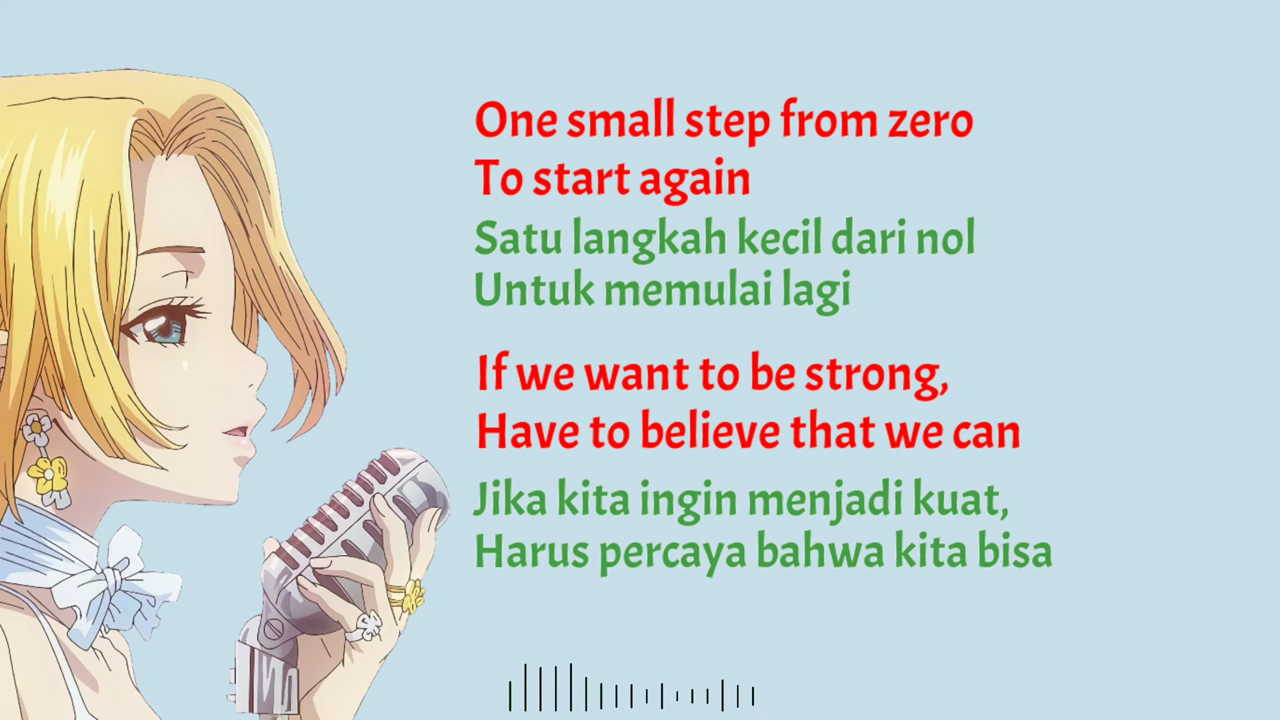 One small step from zero
To start again
Satu langkah kecil dari nol
Untuk memulai lagi
If we want to be strong,
Have to believe that we can
Jika kita ingin menjadi kuat,
Harus percaya bahwa kita bisa